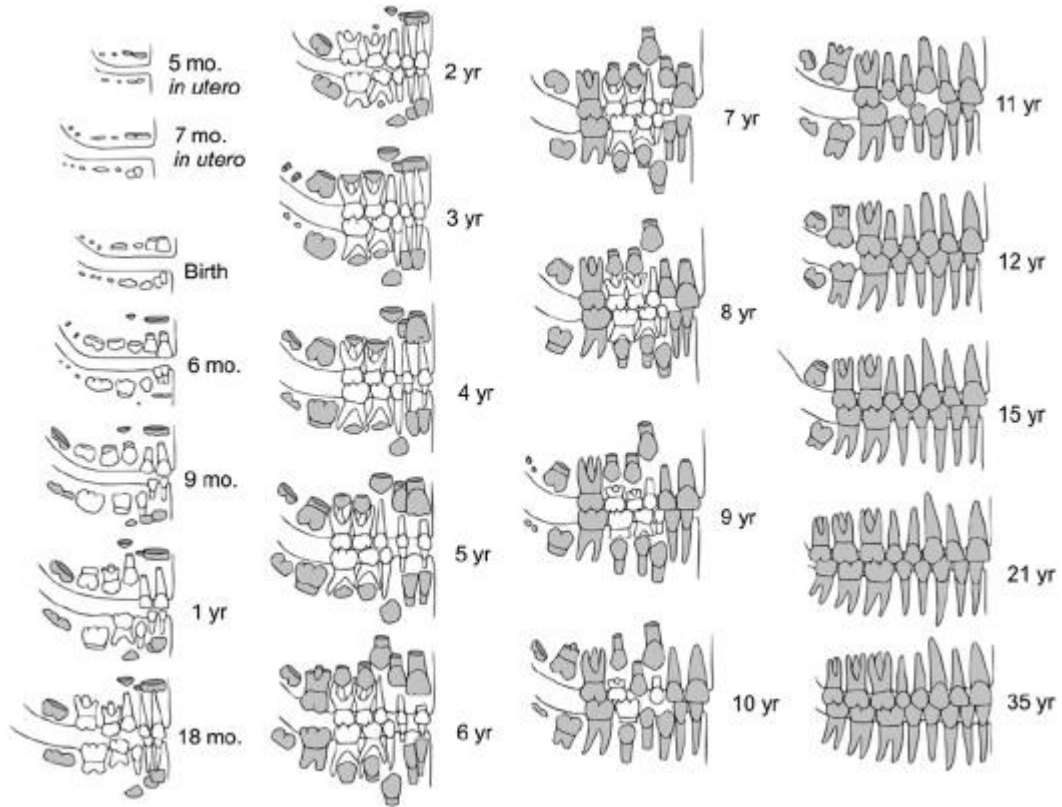 5 mo.
in utero
7 mo.
in utero
Birth
6 mo.
9 mo.
1 yr
18 mo.
2 yr
3 yr
4 yr
5 yr
6 yr
7 yr
8 yr
9 yr
10 yr
11 yr
12 yr
15 yr
21 yr
35 yr